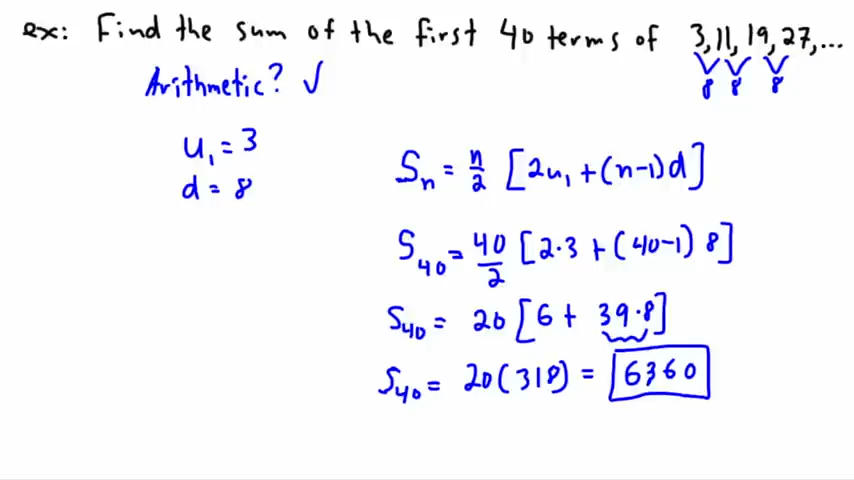 ex: Find the sum of the first 40 terms of 3, 11, 19, 27, ...
8 8 8
Arithmetic? ✓
u₁ = 3
d = 8
Sₙ = n/2 [2u₁ + (n-1)d]
S₄₀ = 40/2 [2·3 + (40-1) 8]
S₄₀ = 20 [6 + 39·8]
S₄₀ = 20(318) = 6360